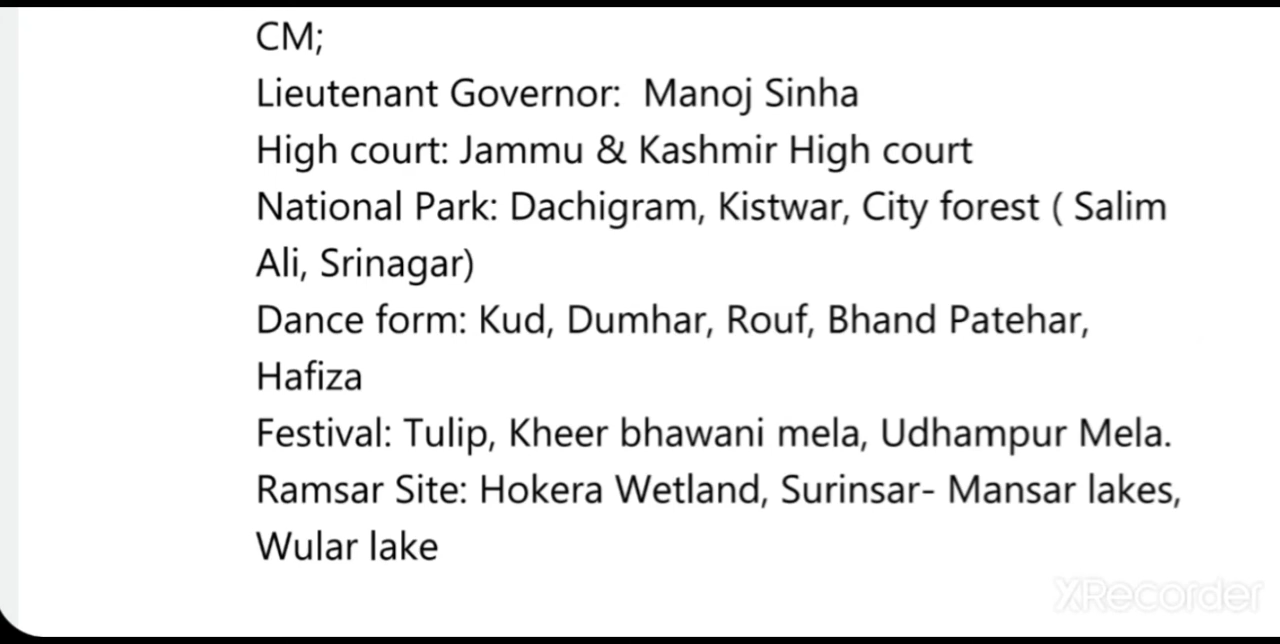 CM;
Lieutenant Governor: Manoj Sinha
High court: Jammu & Kashmir High court
National Park: Dachigram, Kistwar, City forest ( Salim
Ali, Srinagar)
Dance form: Kud, Dumhar, Rouf, Bhand Patehar,
Hafiza
Festival: Tulip, Kheer bhawani mela, Udhampur Mela.
Ramsar Site: Hokera Wetland, Surinsar- Mansar lakes,
Wular lake
XRecorder